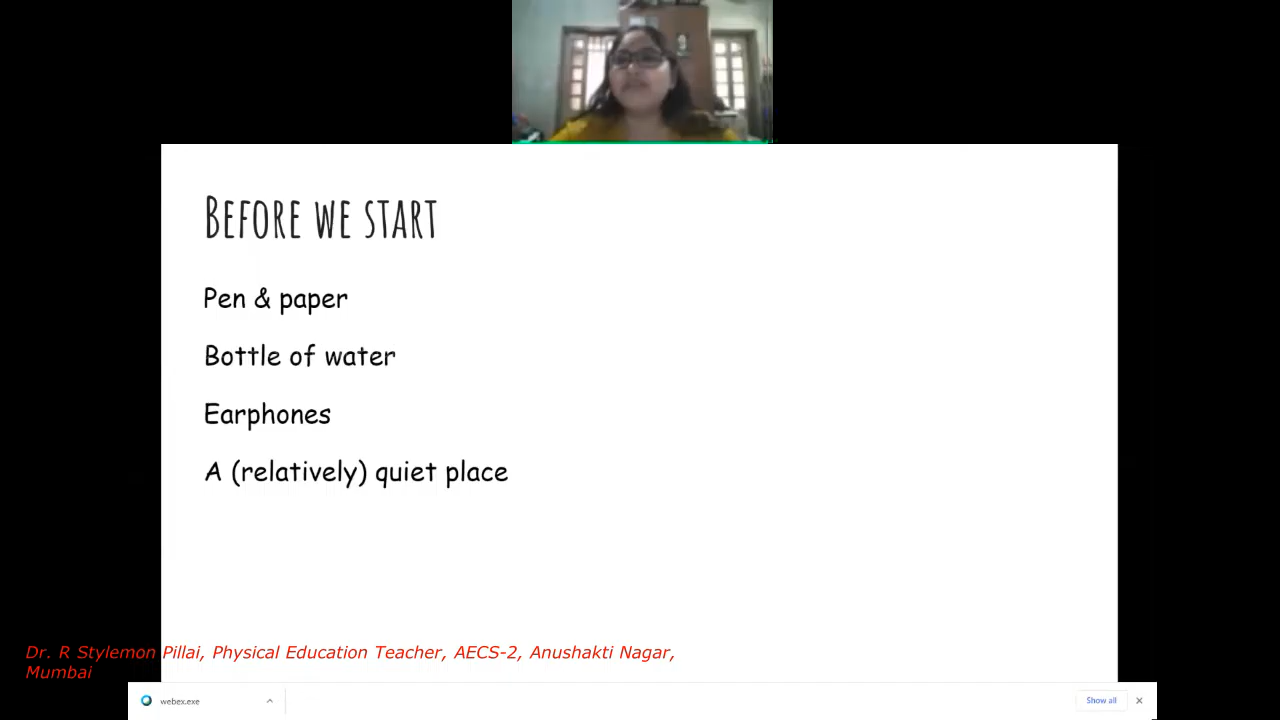 BEFORE WE START
Pen & paper
Bottle of water
Earphones
A (relatively) quiet place
Dr. R Stylemon Pillai, Physical Education Teacher, AECS-2, Anushakti Nagar,
Mumbai
webex.exe
Show all